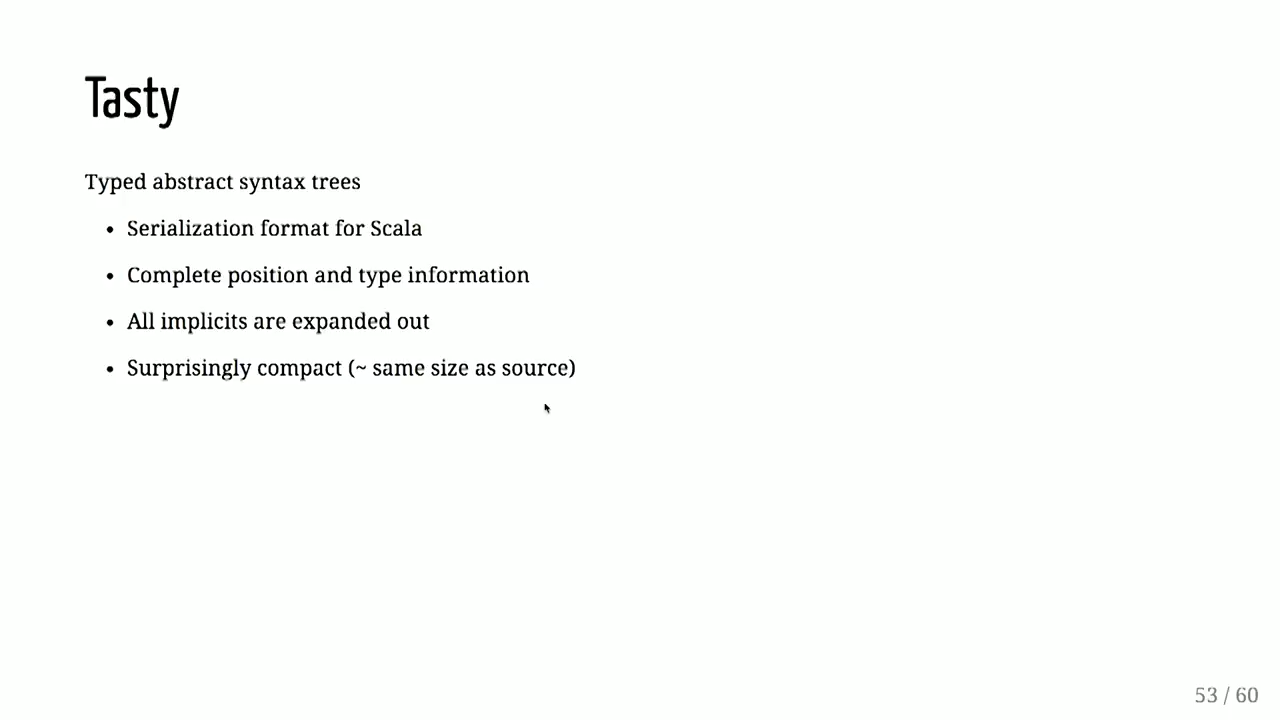 Tasty
Typed abstract syntax trees
• Serialization format for Scala
• Complete position and type information
• All implicits are expanded out
• Surprisingly compact (~ same size as source)
53 / 60